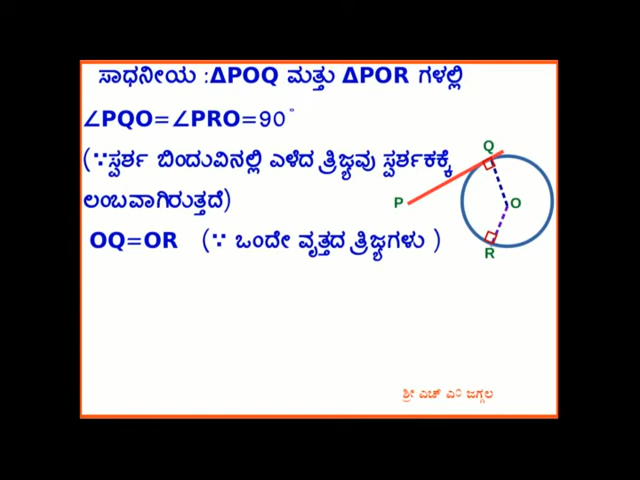 ಸಾಧನೀಯ :ΔPOQ ಮತ್ತು ΔPOR ಗಳಲ್ಲಿ
∠PQO=∠PRO=90°
(∵ಸ್ಪರ್ಶ ಬಿಂದುವಿನಲ್ಲಿ ಎಳೆದ ತ್ರಿಜ್ಯವು ಸ್ಪರ್ಶಕಕ್ಕೆ
ಲಂಬವಾಗಿರುತ್ತದೆ)
OQ=OR (∵ ಒಂದೇ ವೃತ್ತದ ತ್ರಿಜ್ಯಗಳು )
Q
P
O
R
ಶ್ರೀ ಎಚ್ ಎಂ ಜಗ್ಗಲ